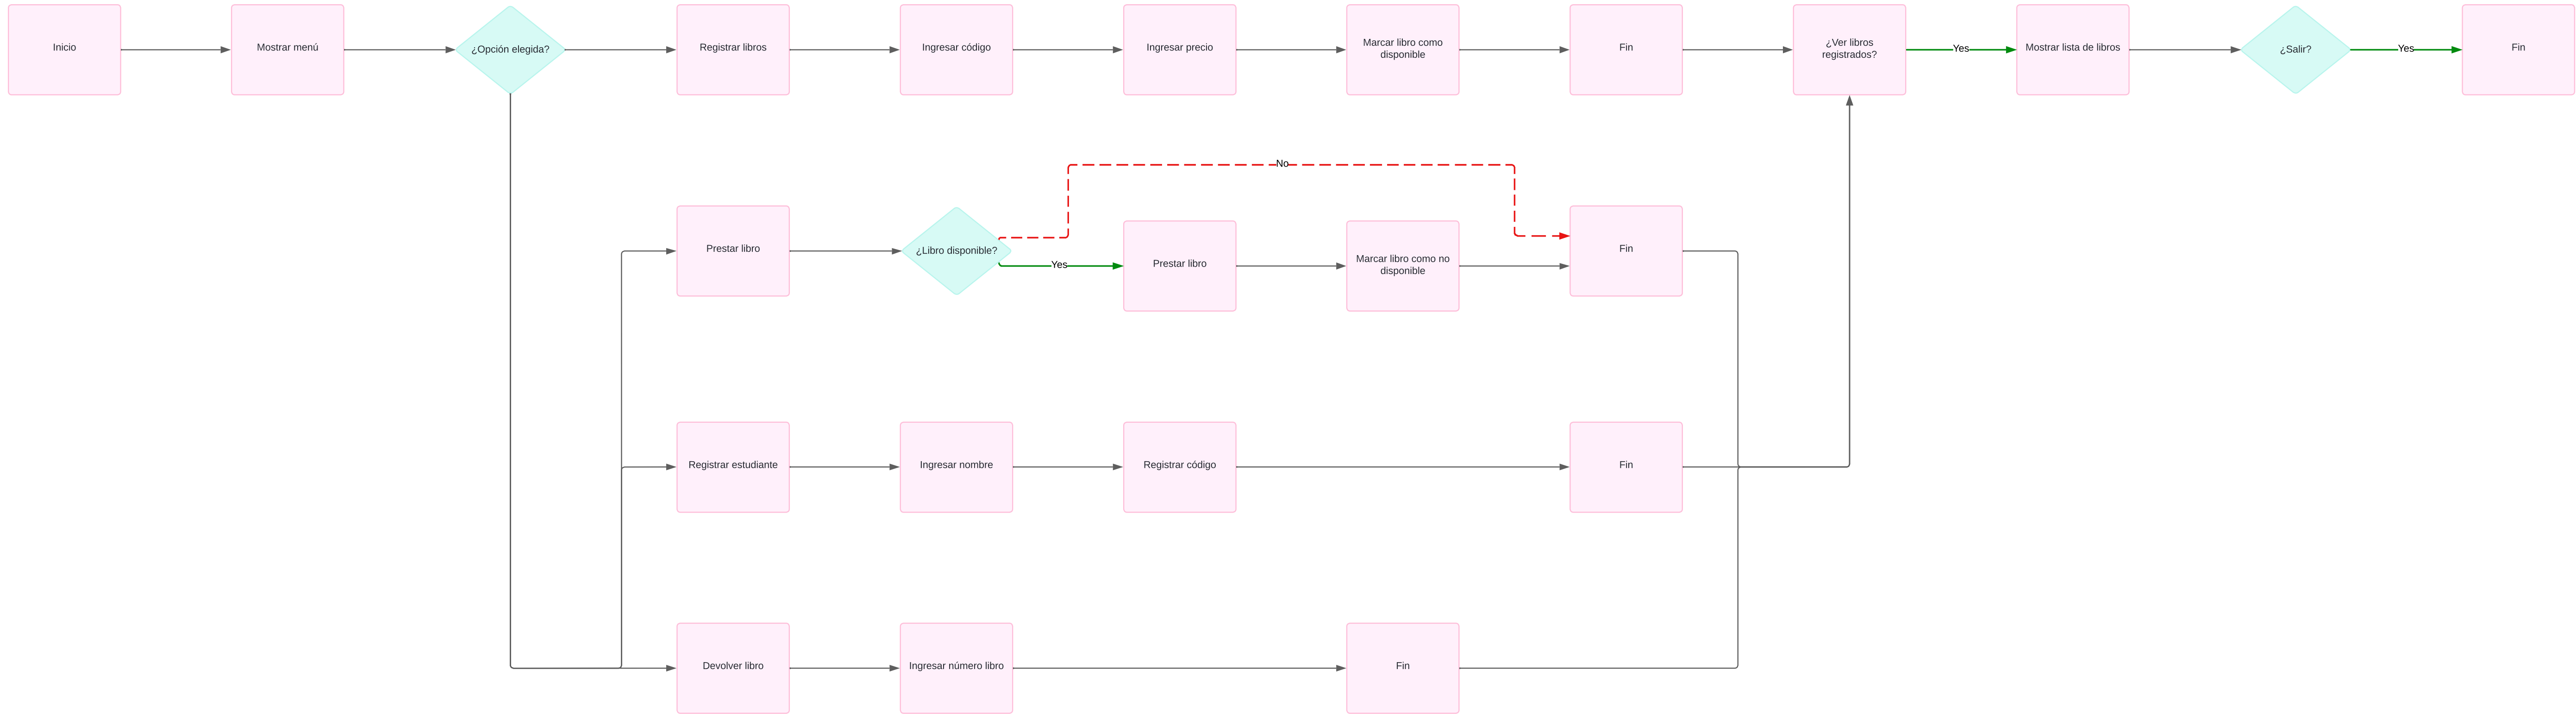 Inicio
Mostrar menú
¿Opción elegida?
Registrar libros
Ingresar código
Ingresar precio
Marcar libro como
disponible
Fin
¿Ver libros
registrados?
Yes
Mostrar lista de libros
¿Salir?
Yes
Fin
No
Prestar libro
¿Libro disponible?
Yes
Prestar libro
Marcar libro como no
disponible
Fin
Registrar estudiante
Ingresar nombre
Registrar código
Fin
Devolver libro
Ingresar número libro
Fin